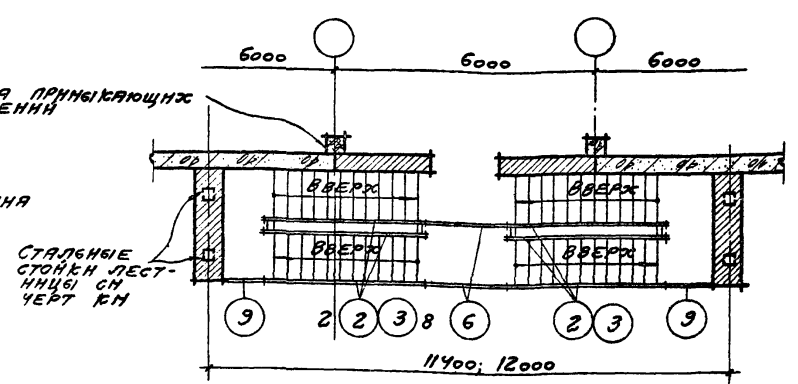 6000 6000 6000
А ПРИМЫКАЮЩИХ
ЕНИЙ
ВВЕРХ ВВЕРХ
НА
ВВЕРХ ВВЕРХ
СТАЛЬНЫЕ
СТОЙКИ ЛЕСТ-
НИЦЫ СМ
ЧЕРТ КМ
9 2 2 3 8 6 2 3 9
11400; 12000